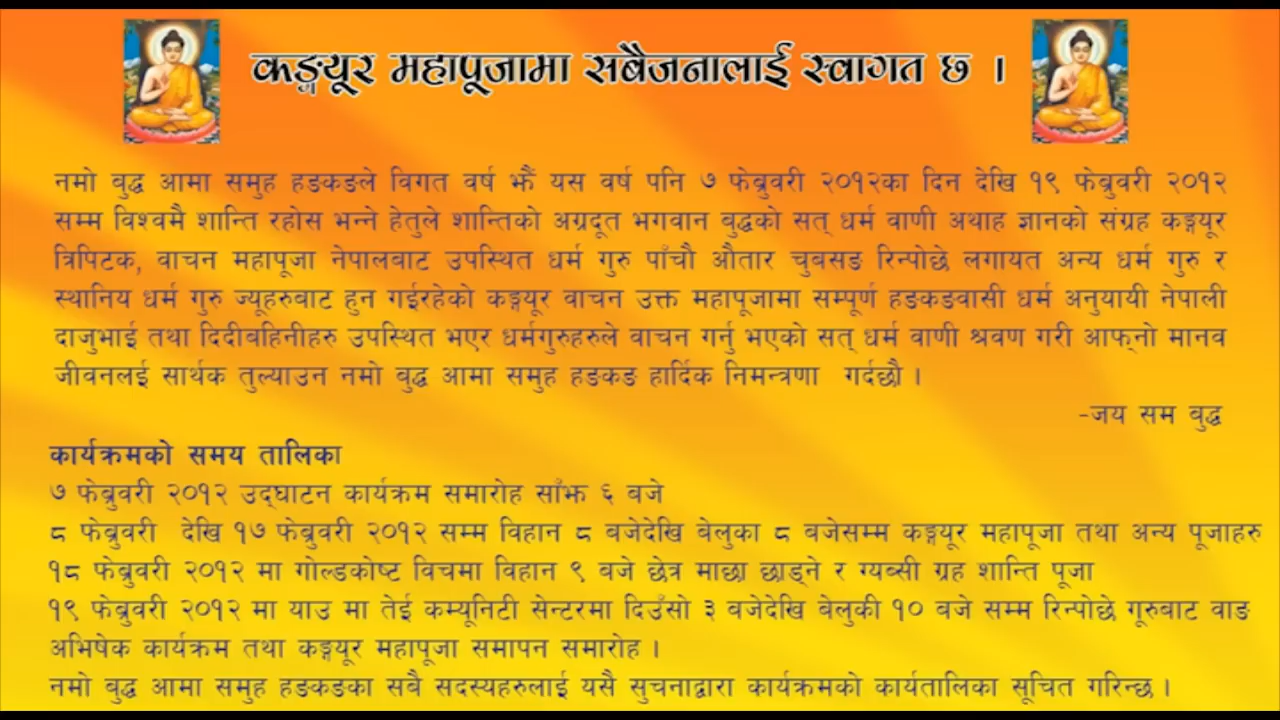 कङ्ग्यूर महापूजामा सबैजनालाई स्वागत छ ।
नमो बुद्ध आमा समुह हङकङले विगत वर्ष झैं यस वर्ष पनि ७ फेब्रुवरी २०१२का दिन देखि १९ फेब्रुवरी २०१२
सम्म विश्वमै शान्ति रहोस भन्ने हेतुले शान्तिको अग्रदूत भगवान बुद्धको सत् धर्म वाणी अथाह ज्ञानको संग्रह कङ्ग्यूर
त्रिपिटक, वाचन महापूजा नेपालबाट उपस्थित धर्म गुरु पाँचौ औतार चुबसङ रिन्पोछे लगायत अन्य धर्म गुरु र
स्थानिय धर्म गुरु ज्यूहरुबाट हुन गईरहेको कङ्ग्यूर वाचन उक्त महापूजामा सम्पूर्ण हङकङवासी धर्म अनुयायी नेपाली
दाजुभाई तथा दिदीबहिनीहरु उपस्थित भएर धर्मगुरुहरुले वाचन गर्नु भएको सत् धर्म वाणी श्रवण गरी आफ्नो मानव
जीवनलई सार्थक तुल्याउन नमो बुद्ध आमा समुह हङकङ हार्दिक निमन्त्रणा गर्दछौ ।
-जय सम बुद्ध
कार्यक्रमको समय तालिका
७ फेब्रुवरी २०१२ उद्घाटन कार्यक्रम समारोह साँझ ६ बजे
८ फेब्रुवरी देखि १७ फेब्रुवरी २०१२ सम्म विहान ८ बजेदेखि बेलुका ८ बजेसम्म कङ्ग्यूर महापूजा तथा अन्य पूजाहरु
१८ फेब्रुवरी २०१२ मा गोल्डकोष्ट विचमा विहान ९ बजे छेत्र माछा छाड्ने र ग्यब्सी ग्रह शान्ति पूजा
१९ फेब्रुवरी २०१२ मा याउ मा तेई कम्यूनिटी सेन्टरमा दिउँसो ३ बजेदेखि बेलुकी १० बजे सम्म रिन्पोछे गूरुबाट वाङ
अभिषेक कार्यक्रम तथा कङ्ग्यूर महापूजा समापन समारोह ।
नमो बुद्ध आमा समुह हङकङका सबै सदस्यहरुलाई यसै सुचनाद्वारा कार्यक्रमको कार्यतालिका सूचित गरिन्छ ।